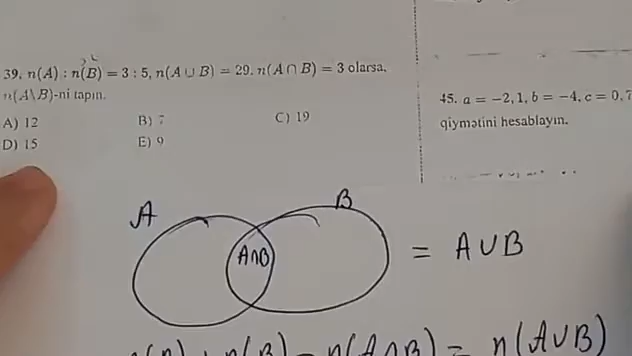 39. n(A) : n(B) = 3 : 5, n(A ∪ B) = 29, n(A ∩ B) = 3 olarsa,
n(A\B)-ni tapın.
A) 12
B) 7
C) 19
D) 15
E) 9
45. a = −2,1, b = −4, c = 0,7
qiymətini hesablayın.
A
B
A∩B
= A∪B
n(B) − n(A∩B) = n(A∪B)